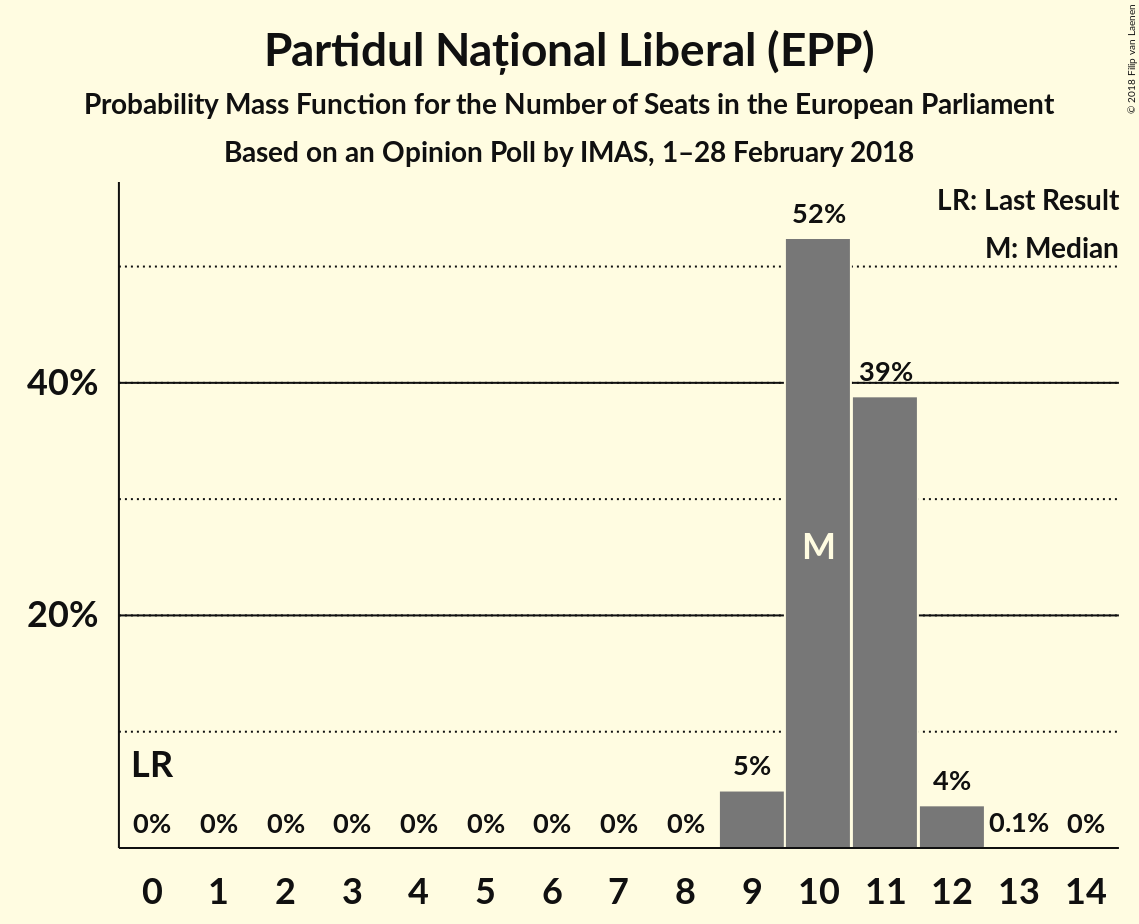 Partidul Național Liberal (EPP)
Probability Mass Function for the Number of Seats in the European Parliament
Based on an Opinion Poll by IMAS, 1–28 February 2018
© 2018 Filip van Laenen
LR: Last Result
M: Median
52%
40%
39%
M
20%
LR
5%
4%
0% 0% 0% 0% 0% 0% 0% 0% 0% 0.1% 0%
0 1 2 3 4 5 6 7 8 9 10 11 12 13 14